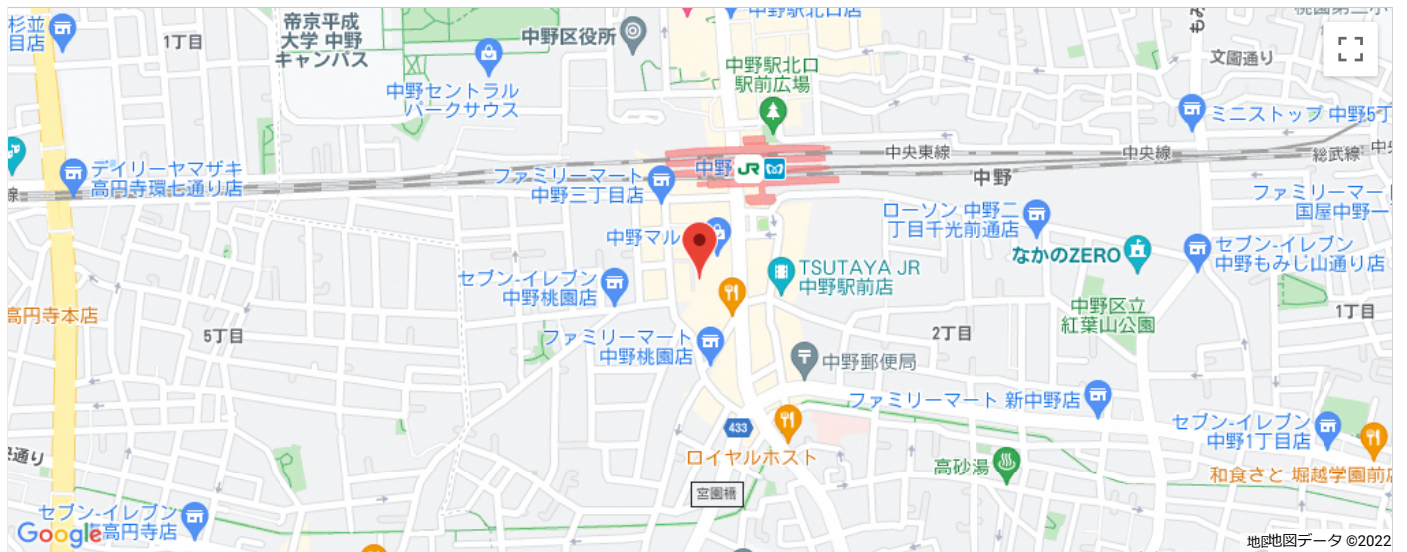 中野駅北口店
杉並
目店
帝京平成
大学 中野
キャンパス
1丁目
中野区役所
文園通り
中野駅北口
駅前広場
中野セントラル
パークサウス
ミニストップ 中野5丁
デイリーヤマザキ
高円寺環七通り店
ファミリーマート
中野三丁目店
中野
JR
中央東線
中央線
総武線
中野
ファミリーマート
国屋中野一
ローソン 中野二
丁目千光前通店
なかのZERO
セブン-イレブン
中野もみじ山通り店
中野マル
セブン-イレブン
中野桃園店
TSUTAYA JR
中野駅前店
中野区立
紅葉山公園
1丁目
高円寺本店
5丁目
ファミリーマート
中野桃園店
2丁目
中野郵便局
ファミリーマート 新中野店
433
セブン-イレブン
中野1丁目店
ロイヤルホスト
高砂湯
和食さと 堀越学園前店
宮園橋
セブン-イレブン
高円寺店
Google
地図データ ©2022